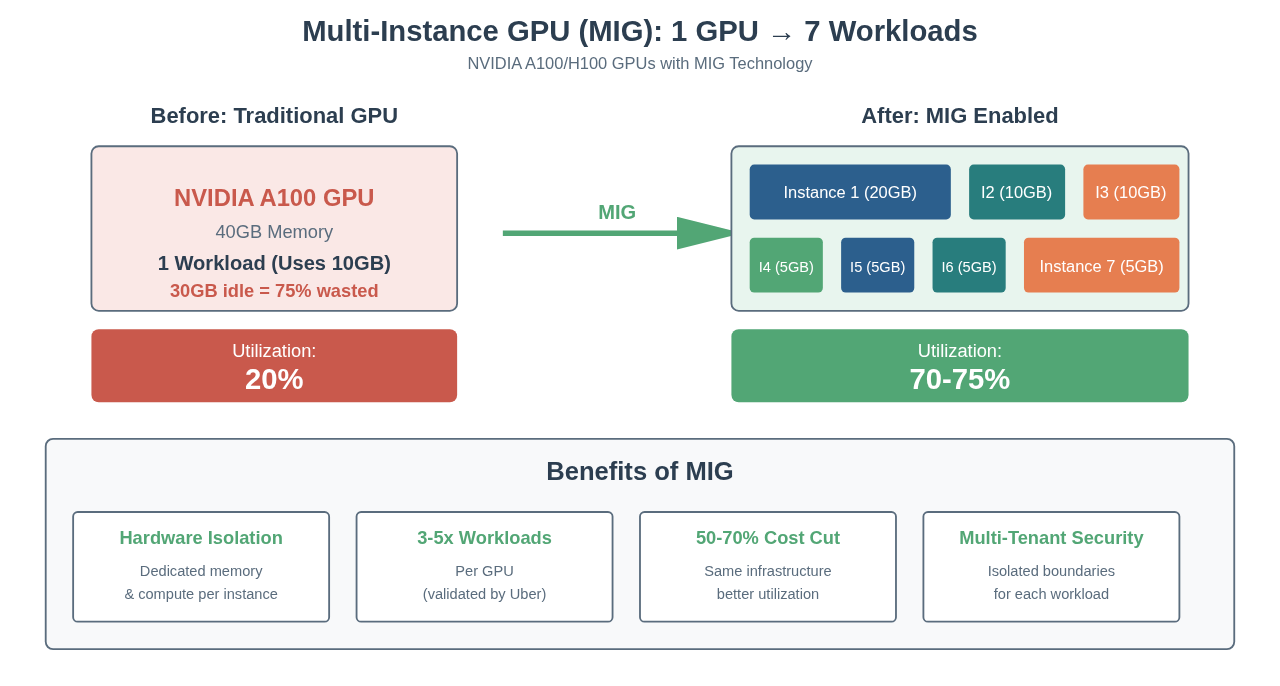 Multi-Instance GPU (MIG): 1 GPU → 7 Workloads
NVIDIA A100/H100 GPUs with MIG Technology
Before: Traditional GPU
NVIDIA A100 GPU
40GB Memory
1 Workload (Uses 10GB)
30GB idle = 75% wasted
Utilization:
20%
MIG
After: MIG Enabled
Instance 1 (20GB)
I2 (10GB)
I3 (10GB)
I4 (5GB)
I5 (5GB)
I6 (5GB)
Instance 7 (5GB)
Utilization:
70-75%
Benefits of MIG
Hardware Isolation
Dedicated memory
& compute per instance
3-5x Workloads
Per GPU
(validated by Uber)
50-70% Cost Cut
Same infrastructure
better utilization
Multi-Tenant Security
Isolated boundaries
for each workload